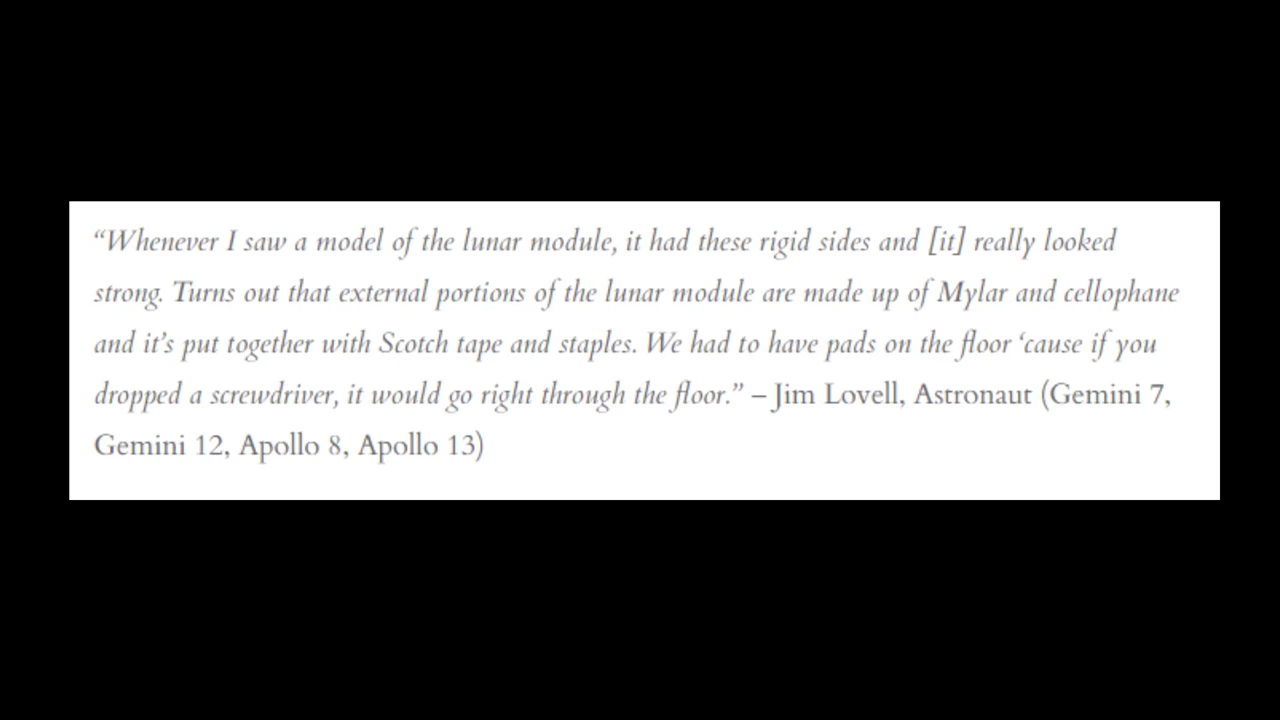 “Whenever I saw a model of the lunar module, it had these rigid sides and [it] really looked
strong. Turns out that external portions of the lunar module are made up of Mylar and cellophane
and it’s put together with Scotch tape and staples. We had to have pads on the floor ‘cause if you
dropped a screwdriver, it would go right through the floor.” – Jim Lovell, Astronaut (Gemini 7,
Gemini 12, Apollo 8, Apollo 13)